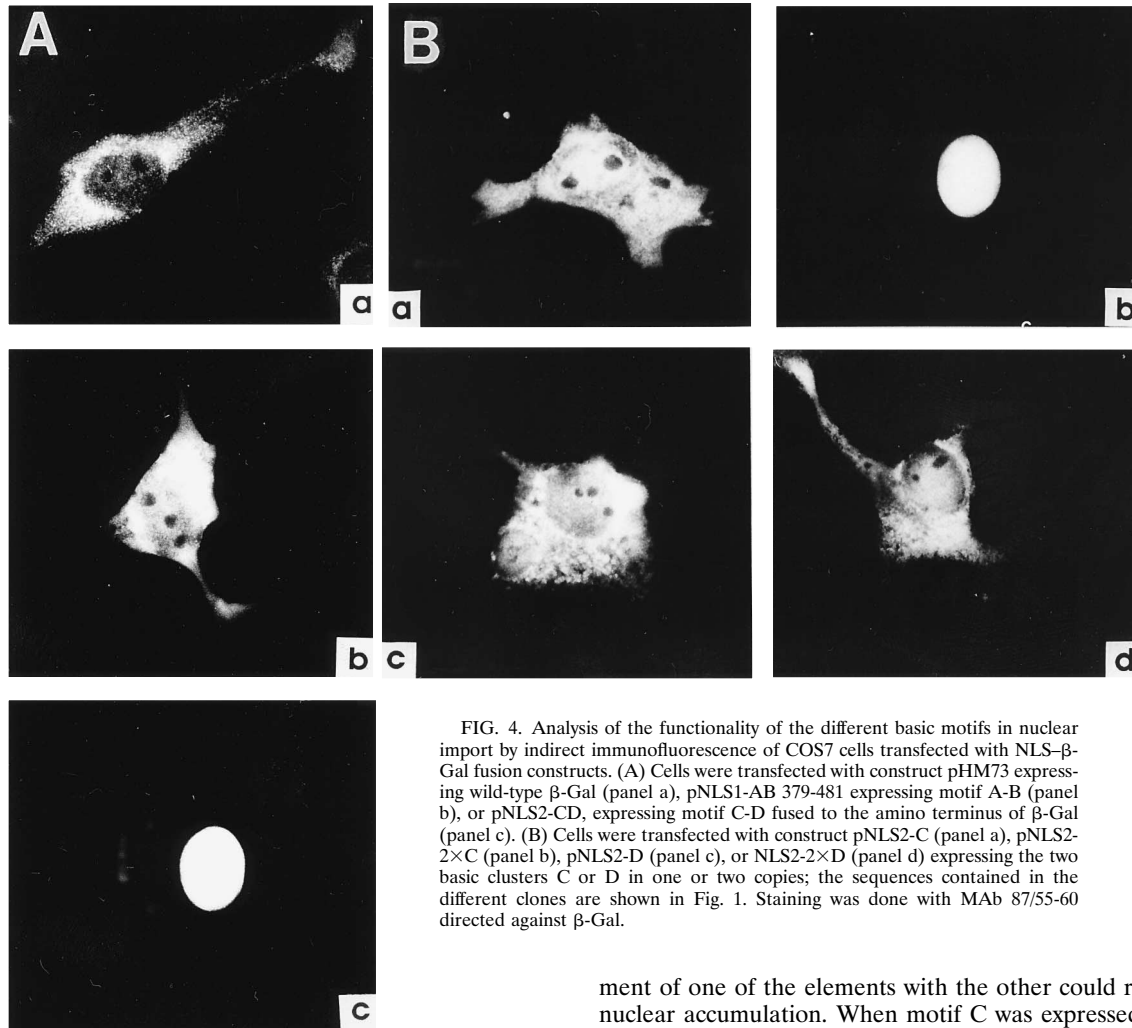 A
B
a
a
b
b
c
d
c
FIG. 4. Analysis of the functionality of the different basic motifs in nuclear
import by indirect immunofluorescence of COS7 cells transfected with NLS–β-
Gal fusion constructs. (A) Cells were transfected with construct pHM73 express-
ing wild-type β-Gal (panel a), pNLS1-AB 379-481 expressing motif A-B (panel
b), or pNLS2-CD, expressing motif C-D fused to the amino terminus of β-Gal
(panel c). (B) Cells were transfected with construct pNLS2-C (panel a), pNLS2-
2×C (panel b), pNLS2-D (panel c), or NLS2-2×D (panel d) expressing the two
basic clusters C or D in one or two copies; the sequences contained in the
different clones are shown in Fig. 1. Staining was done with MAb 87/55-60
directed against β-Gal.
ment of one of the elements with the other could r
nuclear accumulation. When motif C was expressed